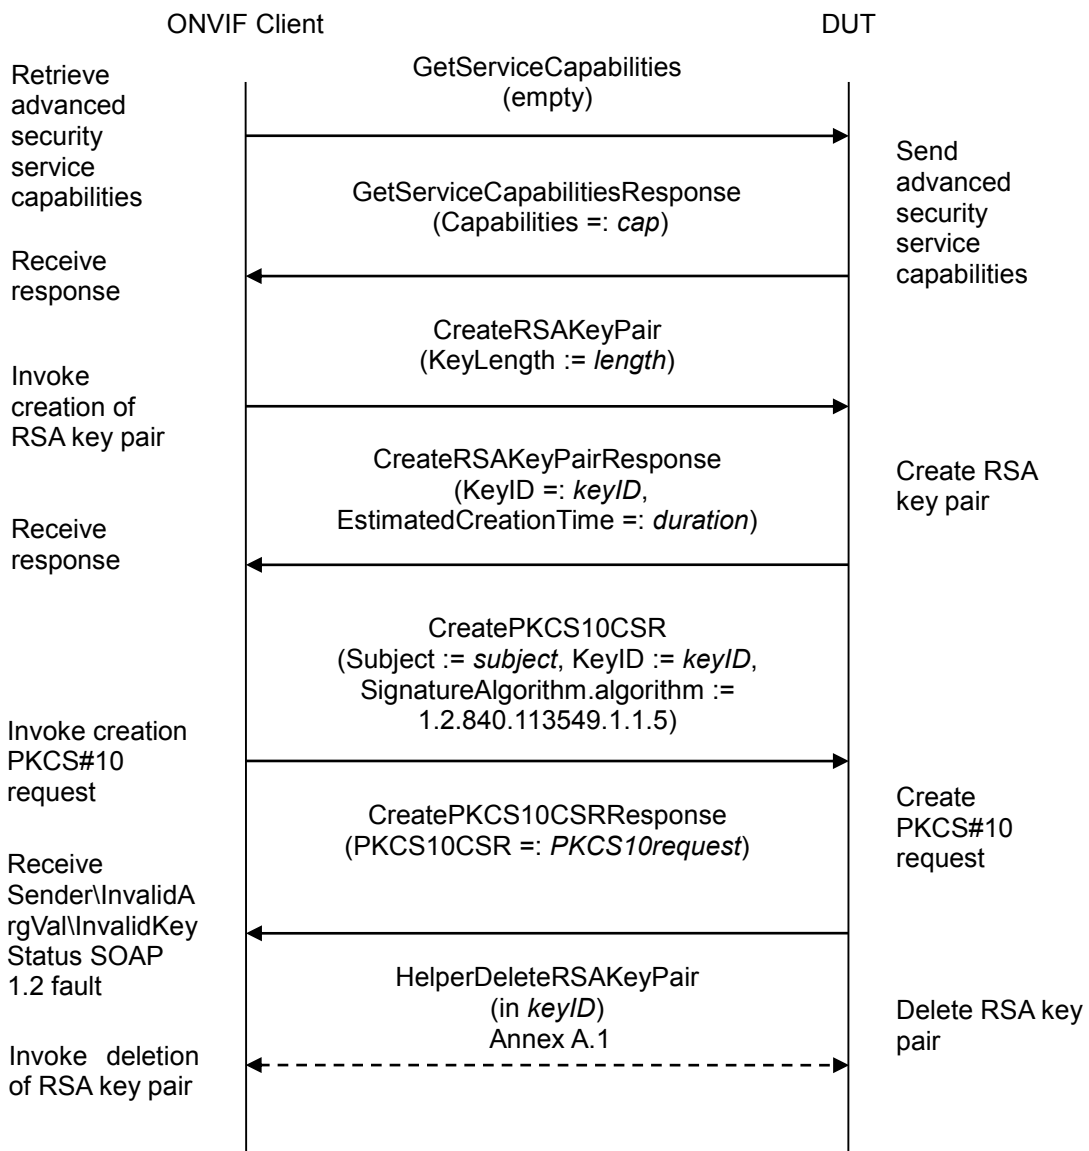 ONVIF Client
DUT
GetServiceCapabilities
(empty)
Retrieve
advanced
security
service
capabilities
Send
advanced
security
service
capabilities
GetServiceCapabilitiesResponse
(Capabilities =: cap)
Receive
response
CreateRSAKeyPair
(KeyLength := length)
Invoke
creation of
RSA key pair
CreateRSAKeyPairResponse
(KeyID =: keyID,
EstimatedCreationTime =: duration)
Create RSA
key pair
Receive
response
CreatePKCS10CSR
(Subject := subject, KeyID := keyID,
SignatureAlgorithm.algorithm :=
1.2.840.113549.1.1.5)
Invoke creation
PKCS#10
request
CreatePKCS10CSRResponse
(PKCS10CSR =: PKCS10request)
Create
PKCS#10
request
Receive
Sender\InvalidA
rgVal\InvalidKey
Status SOAP
1.2 fault
HelperDeleteRSAKeyPair
(in keyID)
Annex A.1
Delete RSA key
pair
Invoke deletion
of RSA key pair